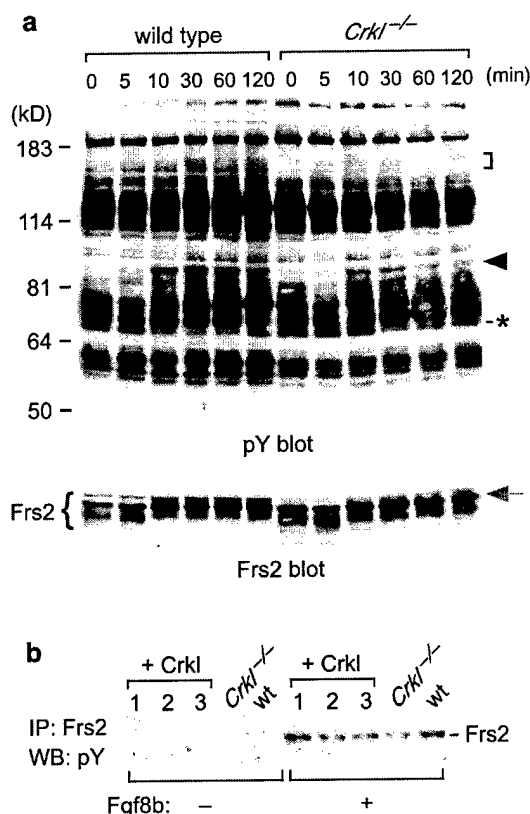 a
wild type Crkl–/–
0 5 10 30 60 120 0 5 10 30 60 120 (min)
(kD)
183 –
114 –
81 –
-*
64 –
50 –
pY blot
Frs2 {
Frs2 blot
b
+ Crkl Crkl–/– wt + Crkl Crkl–/– wt
1 2 3 1 2 3
IP: Frs2
WB: pY
– Frs2
Fgf8b: – +